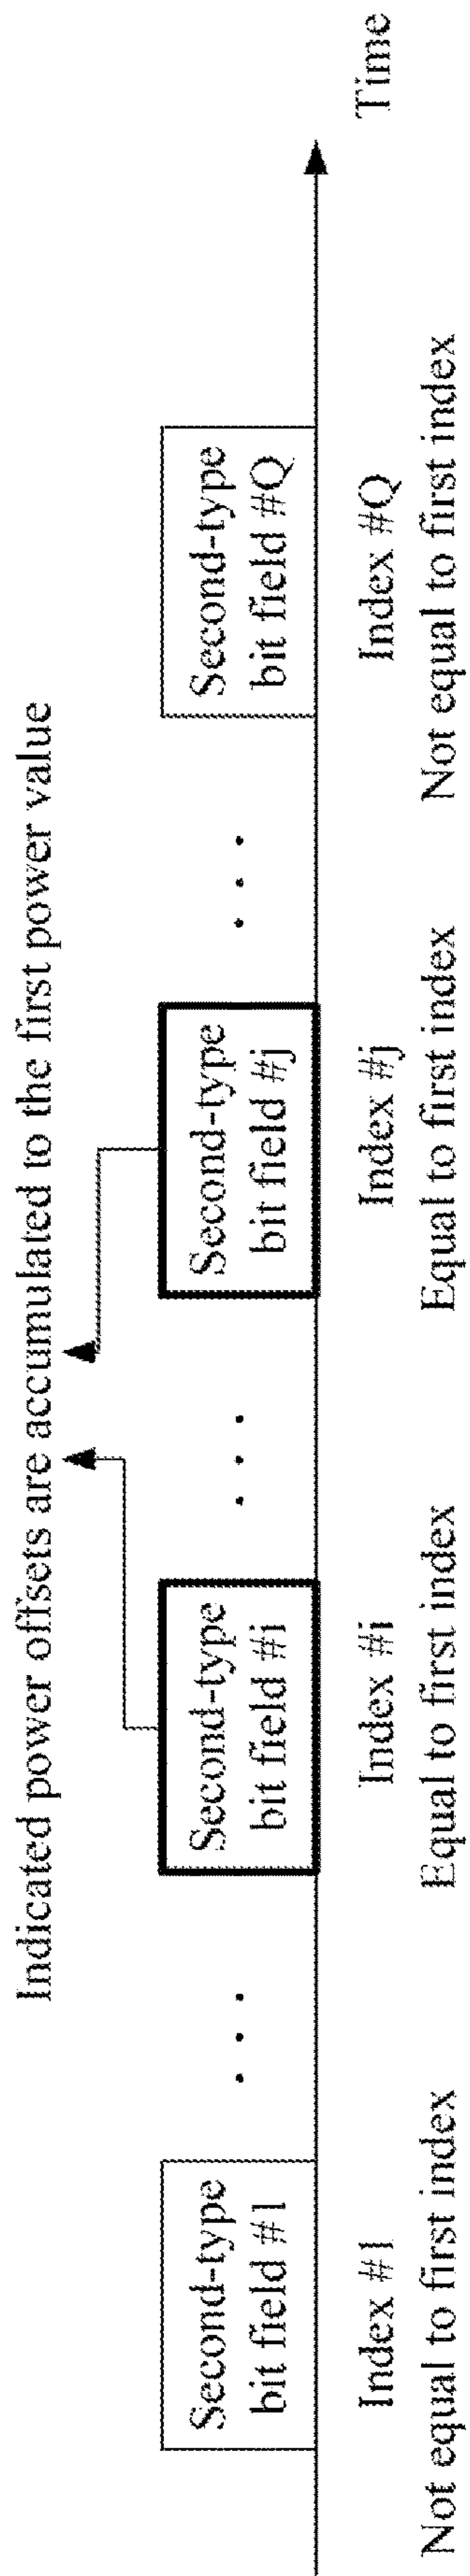 Indicated power offsets are accumulated to the first power value
Second-type
bit field #1
. . .
Second-type
bit field #i
. . .
Second-type
bit field #j
. . .
Second-type
bit field #Q
Time
Index #1
Not equal to first index
Index #i
Equal to first index
Index #j
Equal to first index
Index #Q
Not equal to first index